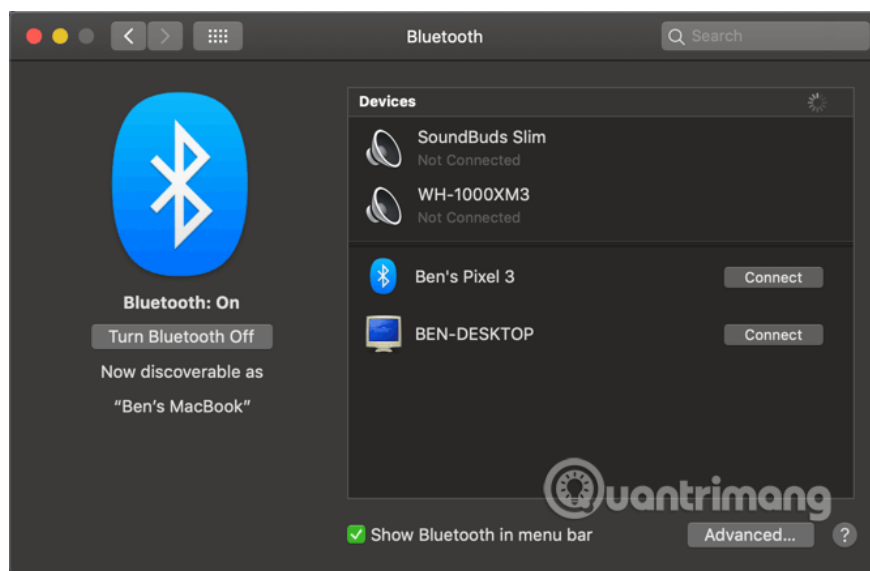 Bluetooth
Search
Devices
SoundBuds Slim
Not Connected
WH-1000XM3
Not Connected
Ben's Pixel 3
Connect
BEN-DESKTOP
Connect
Bluetooth: On
Turn Bluetooth Off
Now discoverable as
“Ben’s MacBook”
Quantrimang
Show Bluetooth in menu bar
Advanced...
?